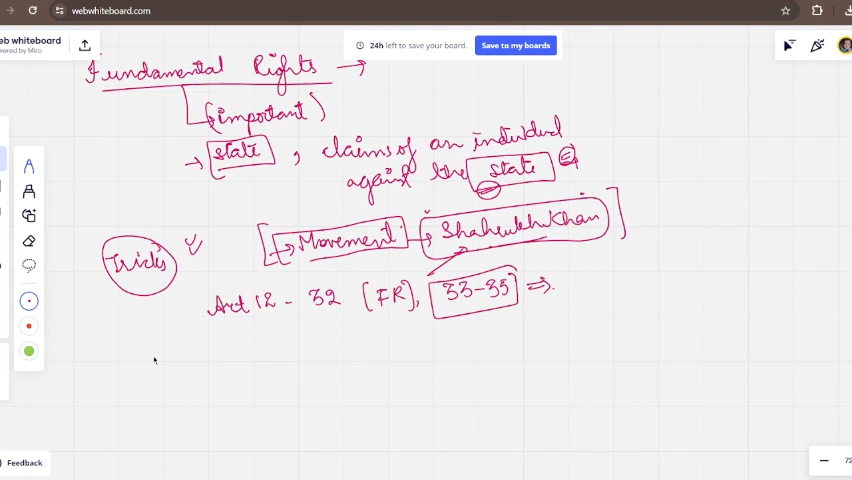 webwhiteboard.com
eb whiteboard
owered by Miro
24h left to save your board.
Save to my boards
Fundamental Rights →
(important)
→ state, claims of an individual
against the state
Tricks
[→ Movement, Shahrukh Khan]
Art 12 - 32 [FR], 33-35 ⇒
Feedback
72